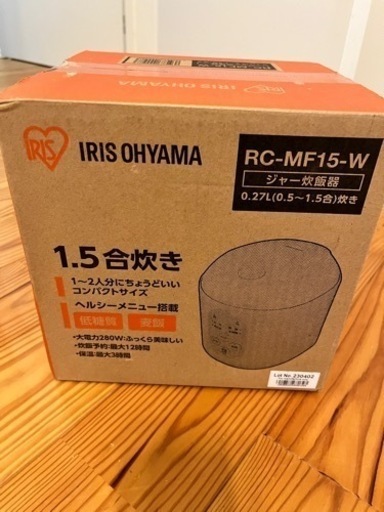 IRIS OHYAMA
IRIS
IRIS OHYAMA
RC-MF15-W
ジャー炊飯器
0.27L(0.5～1.5合)炊き
1.5合炊き
1～2人分にちょうどいい
コンパクトサイズ
ヘルシーメニュー搭載
低糖質 麦飯
・大電力280W:ふっくら美味しい
・炊飯予約:最大12時間
・保温:最大3時間
Lot No. 230402